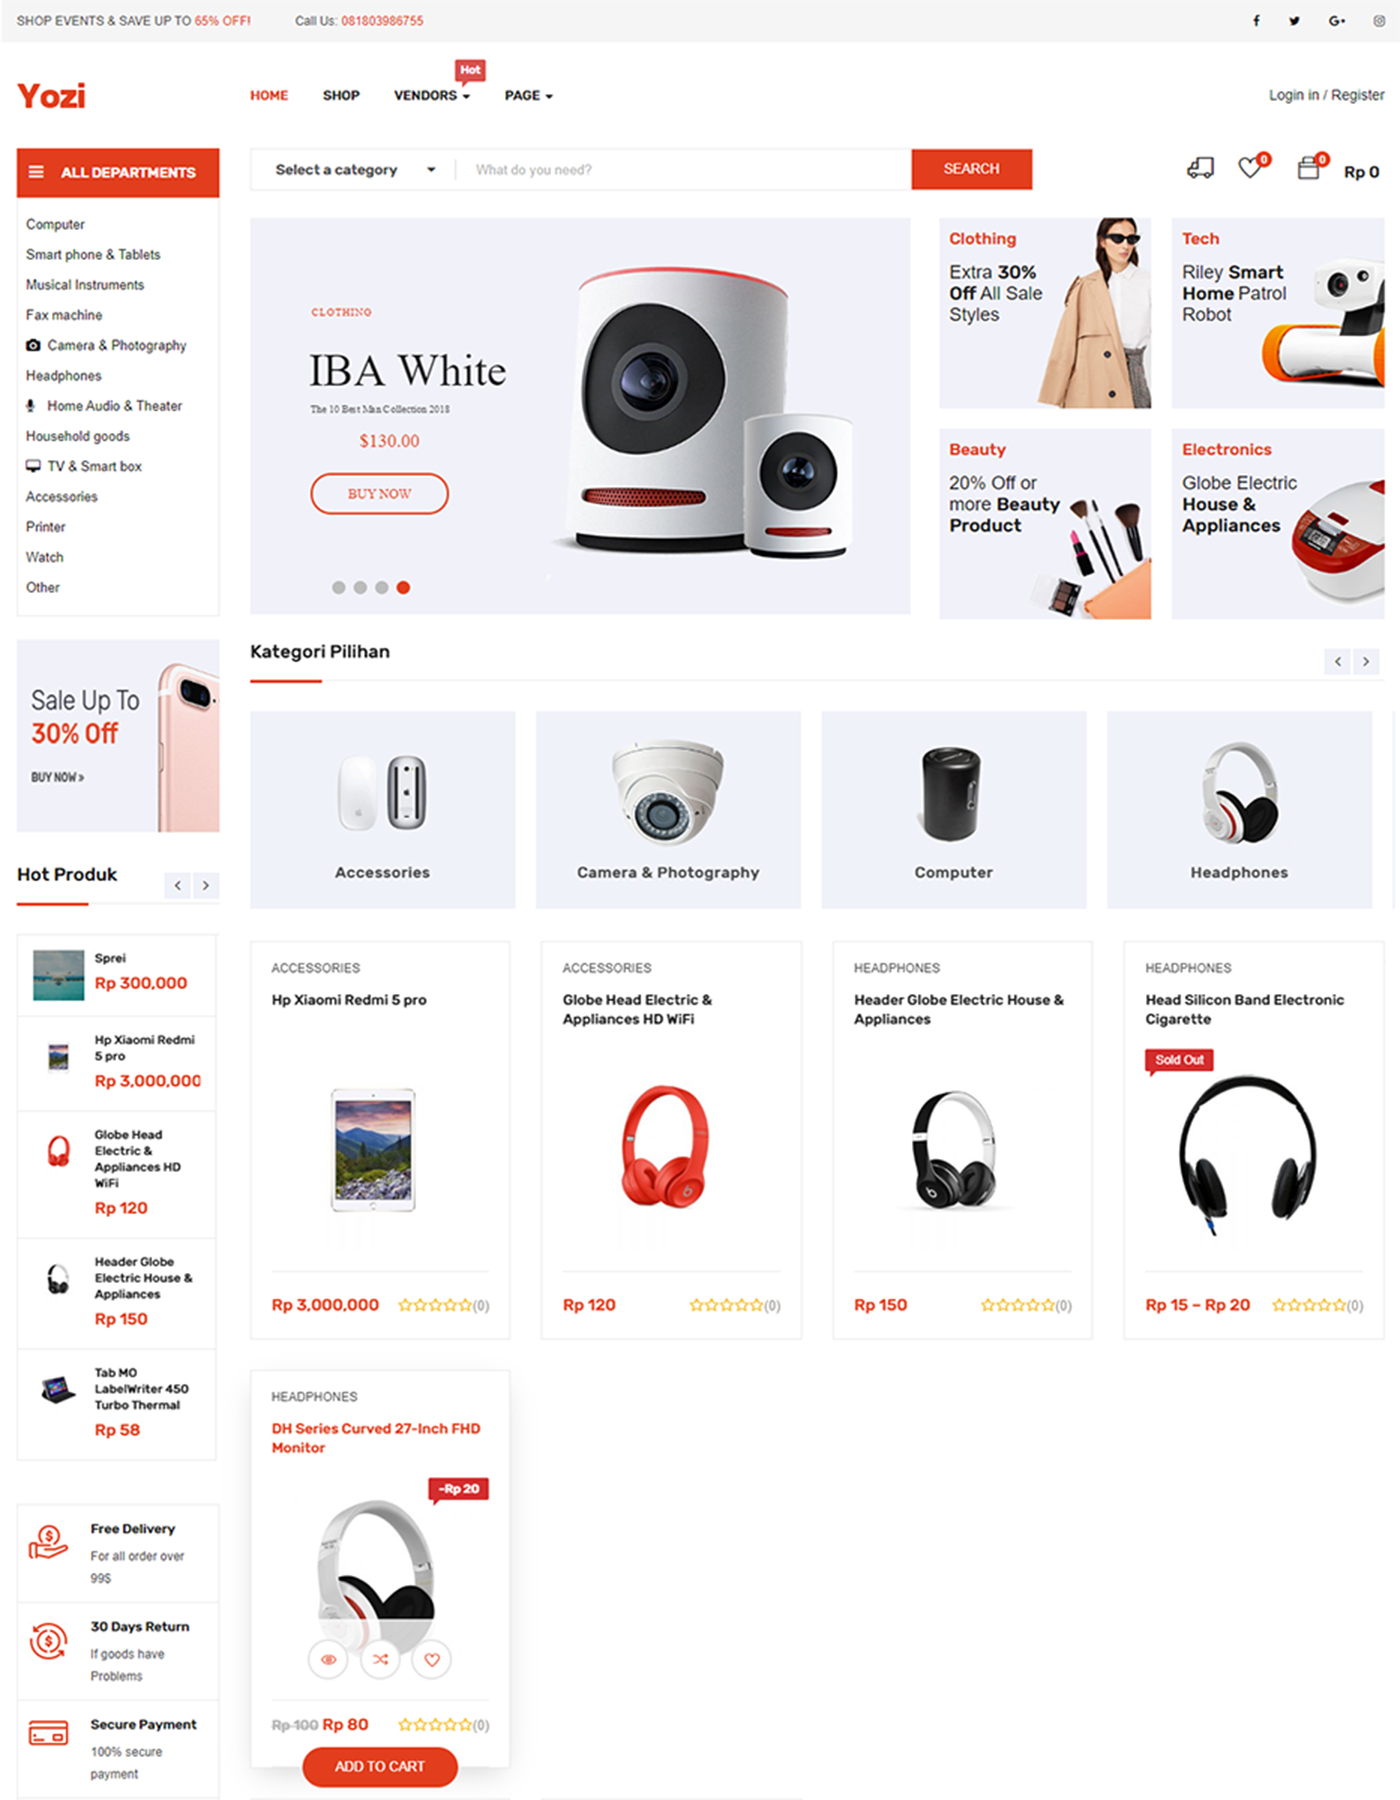 SHOP EVENTS & SAVE UP TO 65% OFF!
Call Us: 081803986755
Yozi
HOME
SHOP
VENDORS
Hot
PAGE
Login in / Register
ALL DEPARTMENTS
Select a category
What do you need?
SEARCH
0
0
Rp 0
Computer
Smart phone & Tablets
Musical Instruments
Fax machine
Camera & Photography
Headphones
Home Audio & Theater
Household goods
TV & Smart box
Accessories
Printer
Watch
Other
CLOTHING
IBA White
The 10 Best Man Collection 2018
$130.00
BUY NOW
Clothing
Extra 30%
Off All Sale
Styles
Tech
Riley Smart
Home Patrol
Robot
Beauty
20% Off or
more Beauty
Product
Electronics
Globe Electric
House &
Appliances
Sale Up To
30% Off
BUY NOW »
Kategori Pilihan
Accessories
Camera & Photography
Computer
Headphones
Hot Produk
Sprei
Rp 300,000
Hp Xiaomi Redmi
5 pro
Rp 3,000,000
Globe Head
Electric &
Appliances HD
WiFi
Rp 120
Header Globe
Electric House &
Appliances
Rp 150
Tab MO
LabelWriter 450
Turbo Thermal
Rp 58
Free Delivery
For all order over
99$
30 Days Return
If goods have
Problems
Secure Payment
100% secure
payment
ACCESSORIES
Hp Xiaomi Redmi 5 pro
Rp 3,000,000
(0)
ACCESSORIES
Globe Head Electric &
Appliances HD WiFi
Rp 120
(0)
HEADPHONES
Header Globe Electric House &
Appliances
Rp 150
(0)
HEADPHONES
Head Silicon Band Electronic
Cigarette
Sold Out
Rp 15 – Rp 20
(0)
HEADPHONES
DH Series Curved 27-Inch FHD
Monitor
-Rp 20
Rp 100 Rp 80
(0)
ADD TO CART